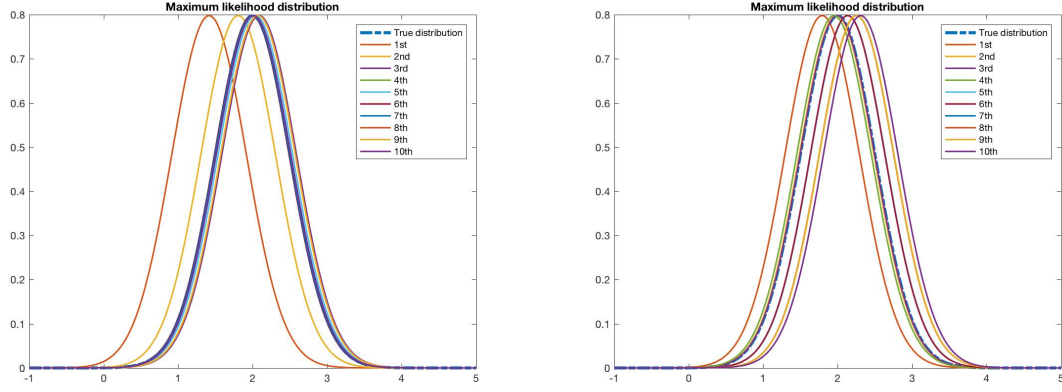 Maximum likelihood distribution
0.8
0.7
0.6
0.5
0.4
0.3
0.2
0.1
0
-1 0 1 2 3 4 5
True distribution
1st
2nd
3rd
4th
5th
6th
7th
8th
9th
10th
Maximum likelihood distribution
0.8
0.7
0.6
0.5
0.4
0.3
0.2
0.1
0
-1 0 1 2 3 4 5
True distribution
1st
2nd
3rd
4th
5th
6th
7th
8th
9th
10th